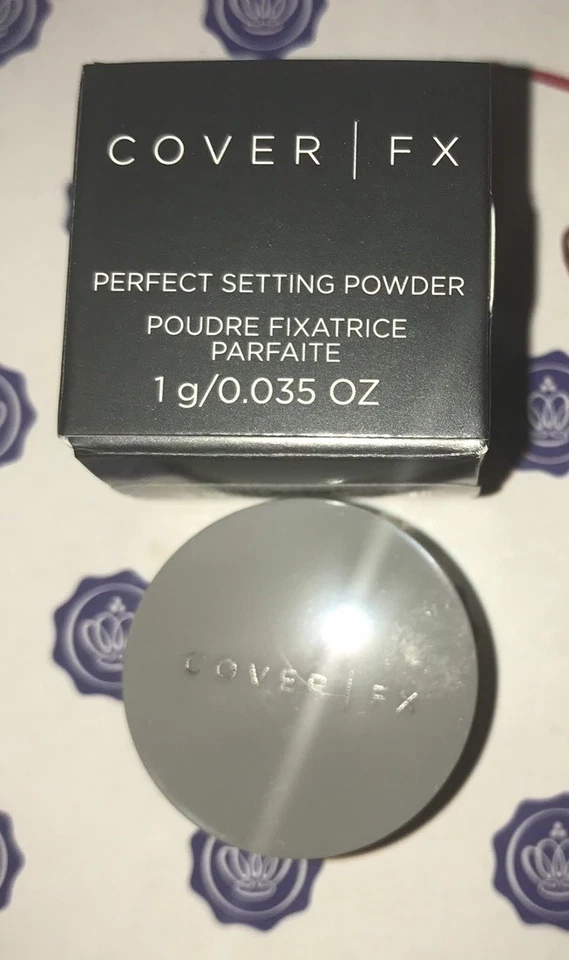 COVER | FX
PERFECT SETTING POWDER
POUDRE FIXATRICE
PARFAITE
1 g/0.035 OZ
COVER | FX